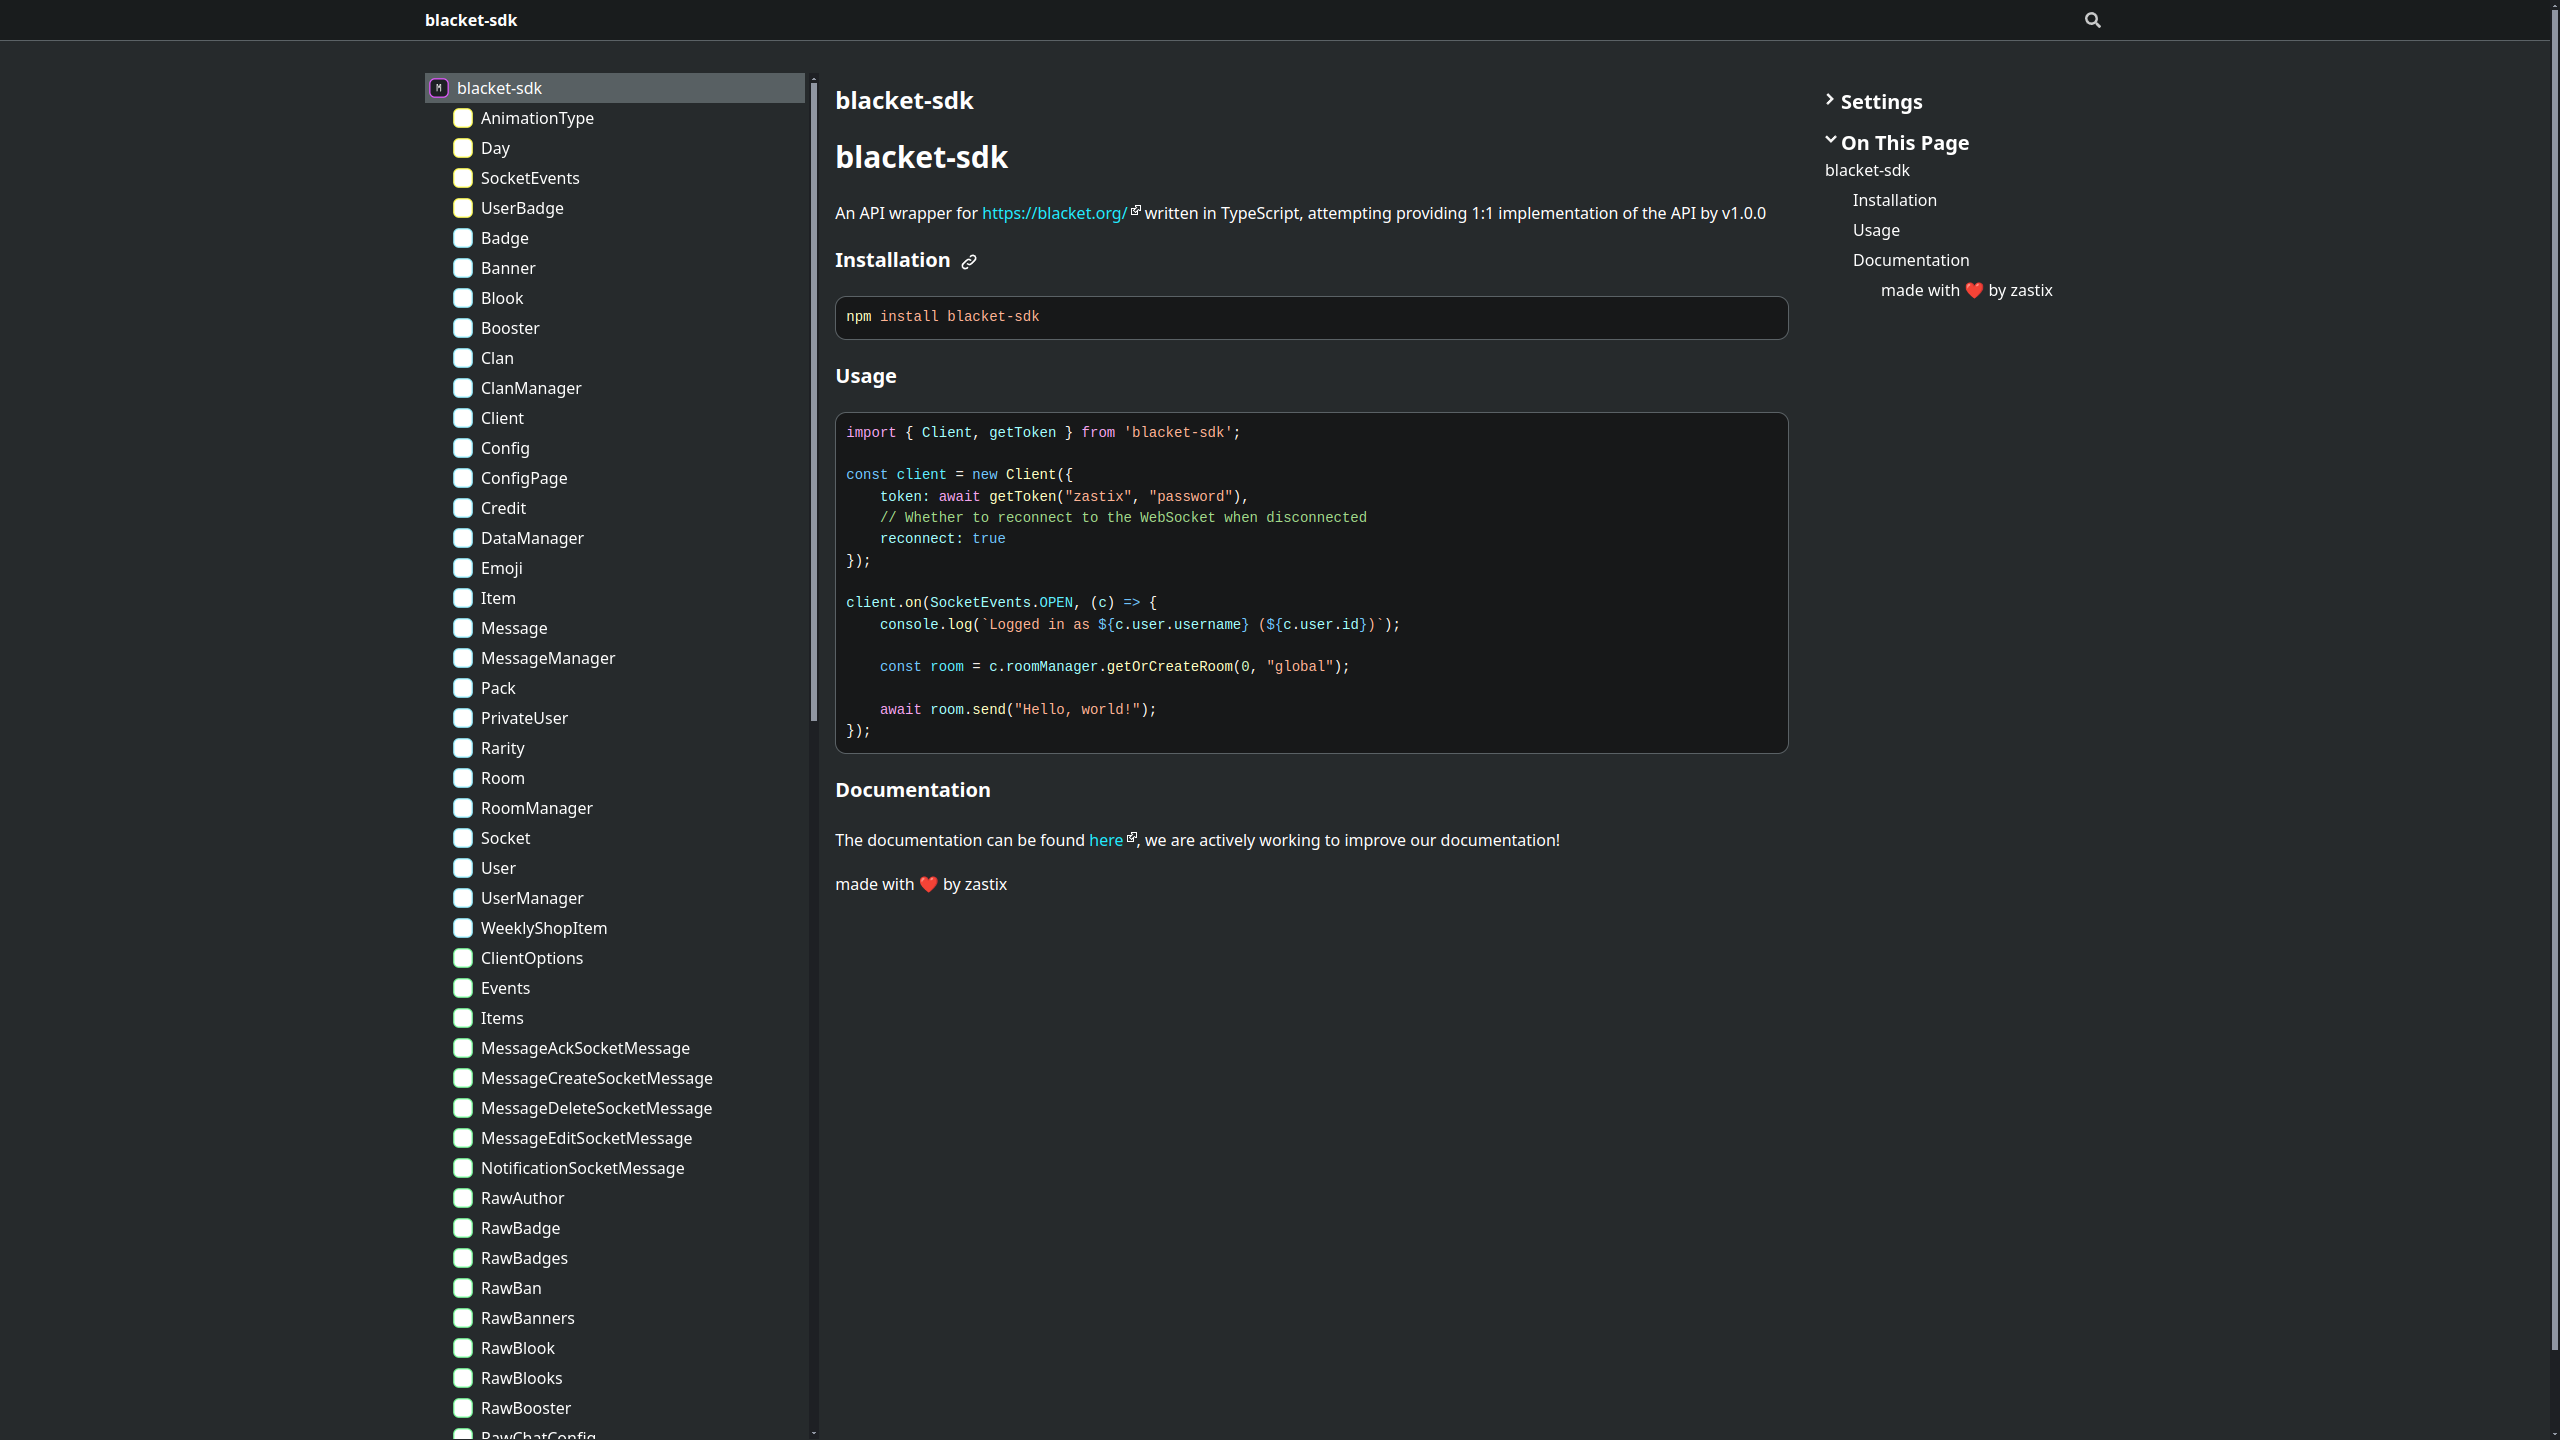 blacket-sdk
M blacket-sdk
AnimationType
Day
SocketEvents
UserBadge
Badge
Banner
Blook
Booster
Clan
ClanManager
Client
Config
ConfigPage
Credit
DataManager
Emoji
Item
Message
MessageManager
Pack
PrivateUser
Rarity
Room
RoomManager
Socket
User
UserManager
WeeklyShopItem
ClientOptions
Events
Items
MessageAckSocketMessage
MessageCreateSocketMessage
MessageDeleteSocketMessage
MessageEditSocketMessage
NotificationSocketMessage
RawAuthor
RawBadge
RawBadges
RawBan
RawBanners
RawBlook
RawBlooks
RawBooster
RawChatConfig
blacket-sdk
blacket-sdk
An API wrapper for https://blacket.org/ written in TypeScript, attempting providing 1:1 implementation of the API by v1.0.0
Installation
npm install blacket-sdk
Usage
import { Client, getToken } from 'blacket-sdk';
const client = new Client({
    token: await getToken("zastix", "password"),
    // Whether to reconnect to the WebSocket when disconnected
    reconnect: true
});
client.on(SocketEvents.OPEN, (c) => {
    console.log(`Logged in as ${c.user.username} (${c.user.id})`);
    const room = c.roomManager.getOrCreateRoom(0, "global");
    await room.send("Hello, world!");
});
Documentation
The documentation can be found here, we are actively working to improve our documentation!
made with ❤️ by zastix
Settings
On This Page
blacket-sdk
Installation
Usage
Documentation
made with ❤️ by zastix